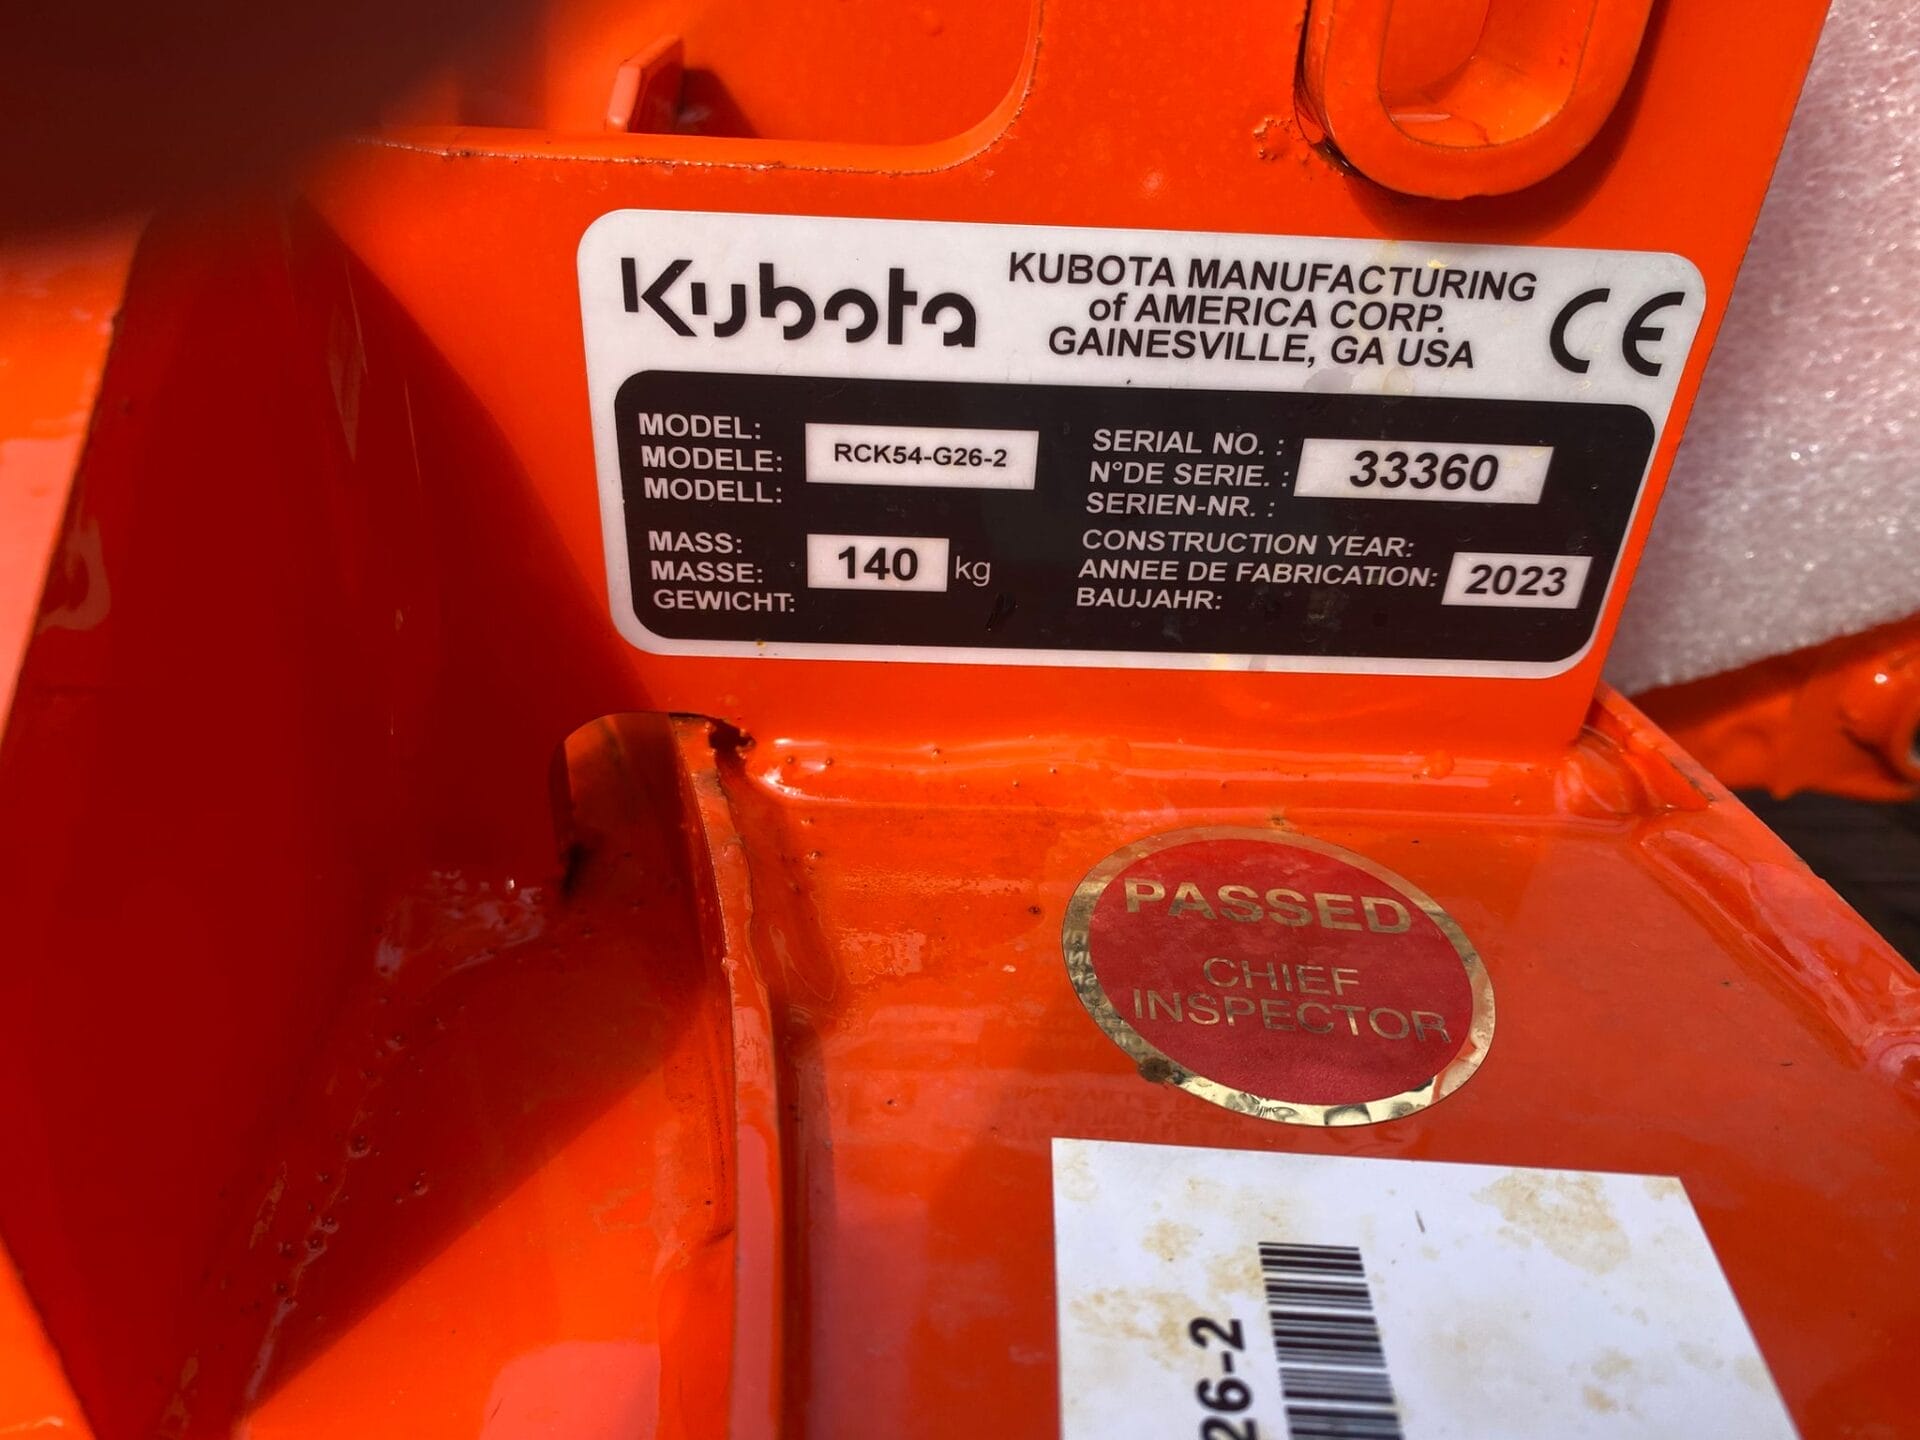 Kubota
KUBOTA MANUFACTURING
of AMERICA CORP.
GAINESVILLE, GA USA
CE
MODEL:
MODELE:
MODELL:
RCK54-G26-2
SERIAL NO. :
N°DE SERIE. :
SERIEN-NR. :
33360
MASS:
MASSE:
GEWICHT:
140 kg
CONSTRUCTION YEAR:
ANNEE DE FABRICATION:
BAUJAHR:
2023
PASSED
CHIEF
INSPECTOR
26-2